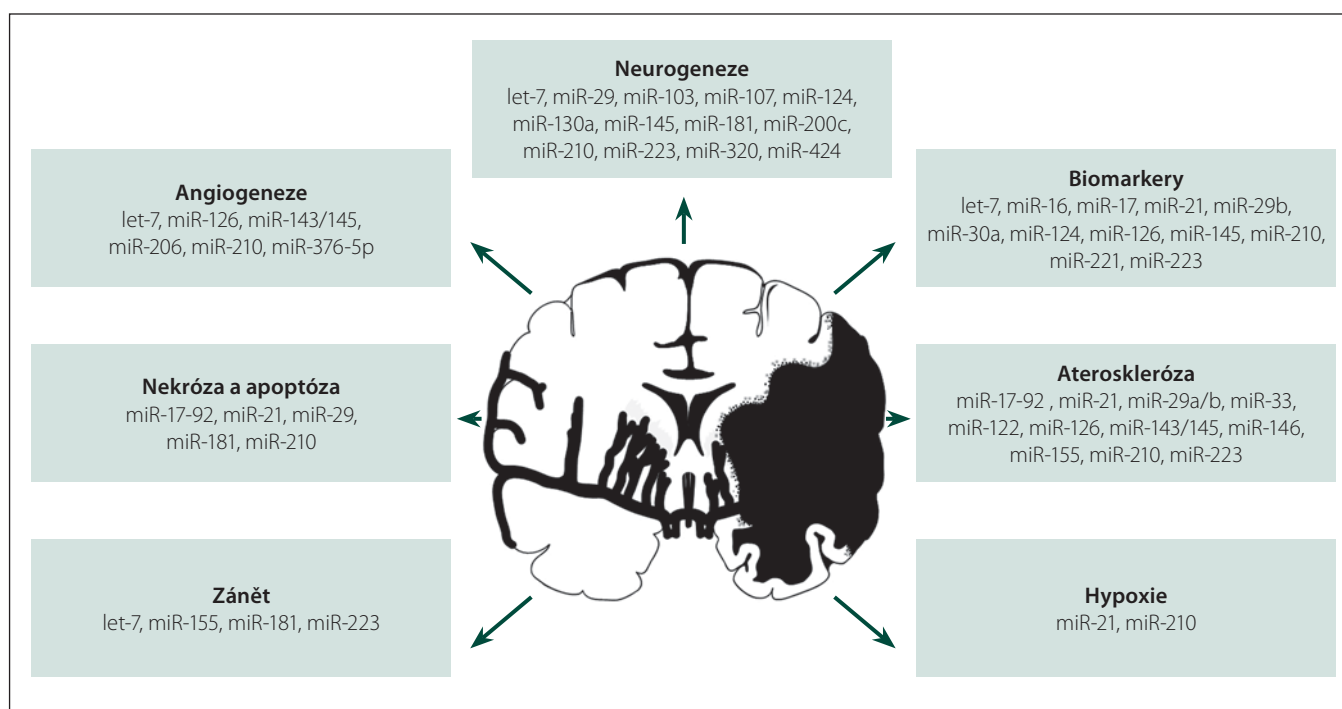 Neurogeneze
let-7, miR-29, miR-103, miR-107, miR-124,
miR-130a, miR-145, miR-181, miR-200c,
miR-210, miR-223, miR-320, miR-424
Angiogeneze
let-7, miR-126, miR-143/145,
miR-206, miR-210, miR-376-5p
Biomarkery
let-7, miR-16, miR-17, miR-21, miR-29b,
miR-30a, miR-124, miR-126, miR-145, miR-210,
miR-221, miR-223
Nekróza a apoptóza
miR-17-92, miR-21, miR-29,
miR-181, miR-210
Ateroskleróza
miR-17-92 , miR-21, miR-29a/b, miR-33,
miR-122, miR-126, miR-143/145, miR-146,
miR-155, miR-210, miR-223
Zánět
let-7, miR-155, miR-181, miR-223
Hypoxie
miR-21, miR-210